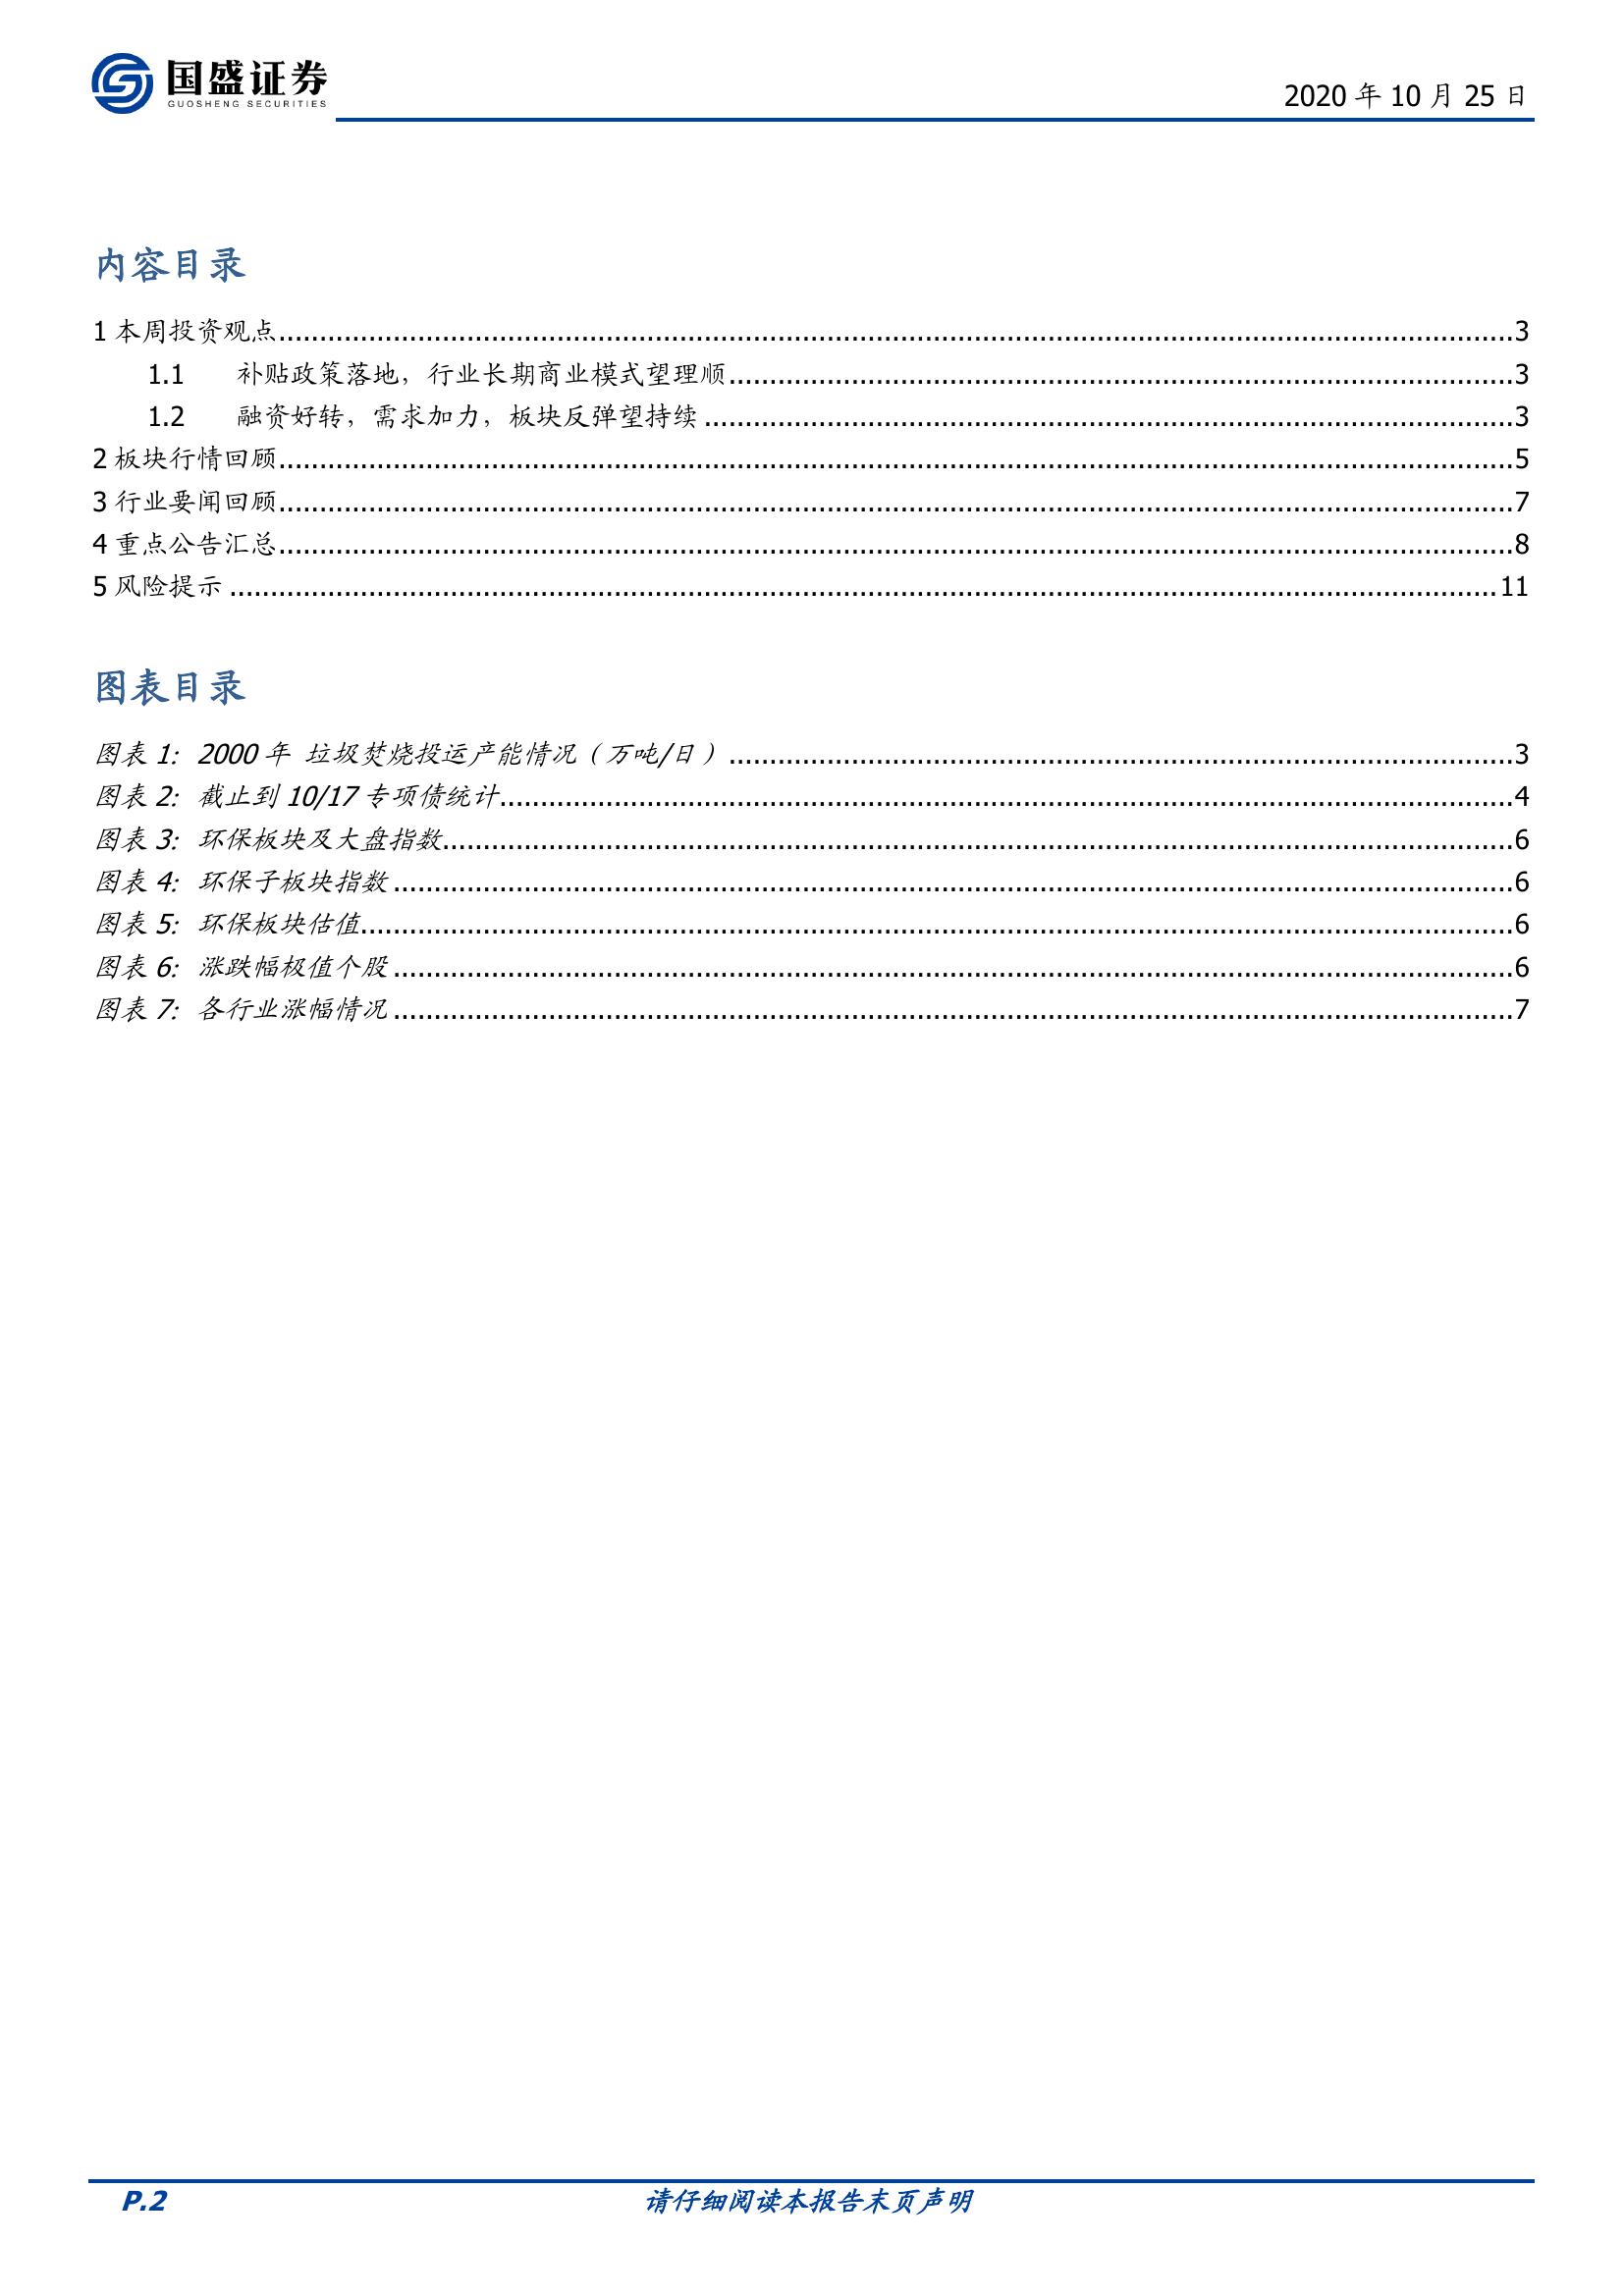 国盛证券
GUOSHENG SECURITIES
2020 年 10 月 25 日
内容目录
1 本周投资观点....................3
1.1 补贴政策落地，行业长期商业模式望理顺....................3
1.2 融资好转，需求加力，板块反弹望持续....................3
2 板块行情回顾....................5
3 行业要闻回顾....................7
4 重点公告汇总....................8
5 风险提示....................11
图表目录
图表 1: 2000 年 垃圾焚烧投运产能情况（万吨/日）....................3
图表 2: 截止到 10/17 专项债统计....................4
图表 3: 环保板块及大盘指数....................6
图表 4: 环保子板块指数....................6
图表 5: 环保板块估值....................6
图表 6: 涨跌幅极值个股....................6
图表 7: 各行业涨幅情况....................7
P.2 请仔细阅读本报告末页声明